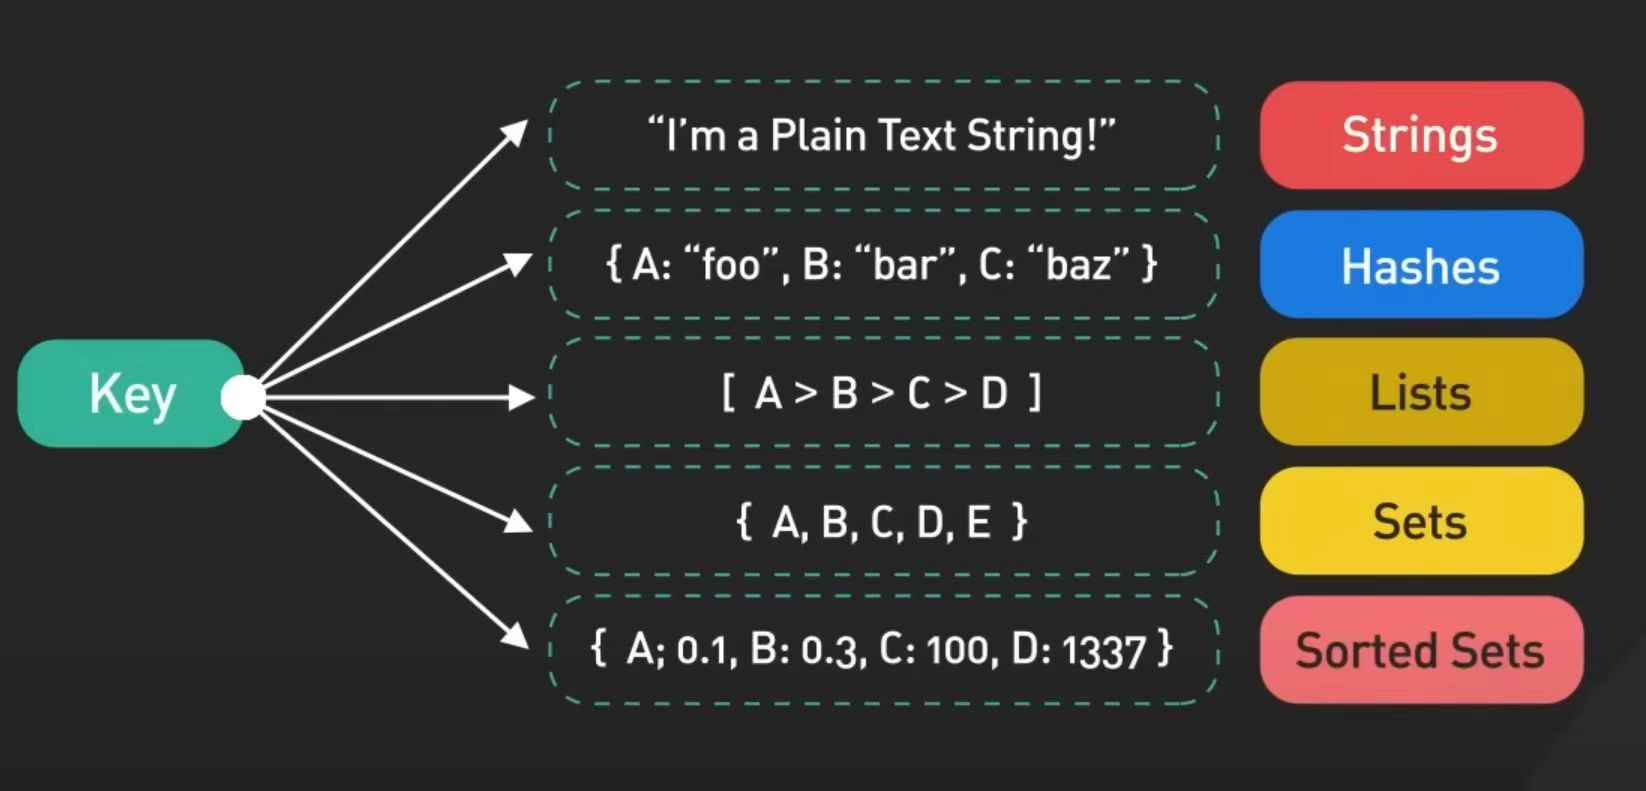 “I’m a Plain Text String!” Strings
{ A: “foo”, B: “bar”, C: “baz” } Hashes
Key [ A > B > C > D ] Lists
{ A, B, C, D, E } Sets
{ A; 0.1, B: 0.3, C: 100, D: 1337 } Sorted Sets